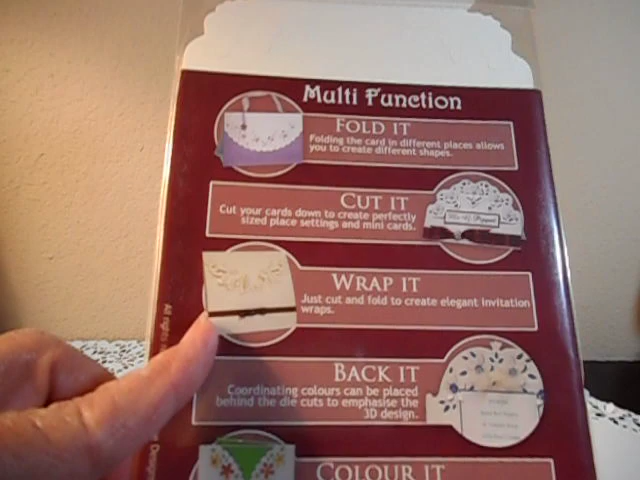 Multi Function
FOLD IT
Folding the card in different places allows
you to create different shapes.
CUT IT
Cut your cards down to create perfectly
sized place settings and mini cards.
WRAP IT
Just cut and fold to create elegant invitation
wraps.
BACK IT
Coordinating colours can be placed
behind the die cuts to emphasise the
3D design.
COLOUR IT
All rights
Design